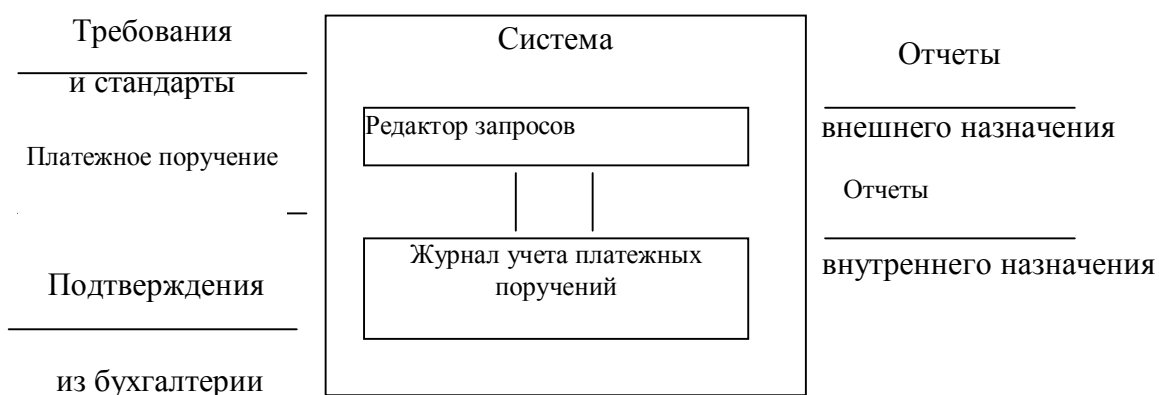 Требования
и стандарты
Платежное поручение
Подтверждения
из бухгалтерии
Система
Редактор запросов
Журнал учета платежных
поручений
Отчеты
внешнего назначения
Отчеты
внутреннего назначения